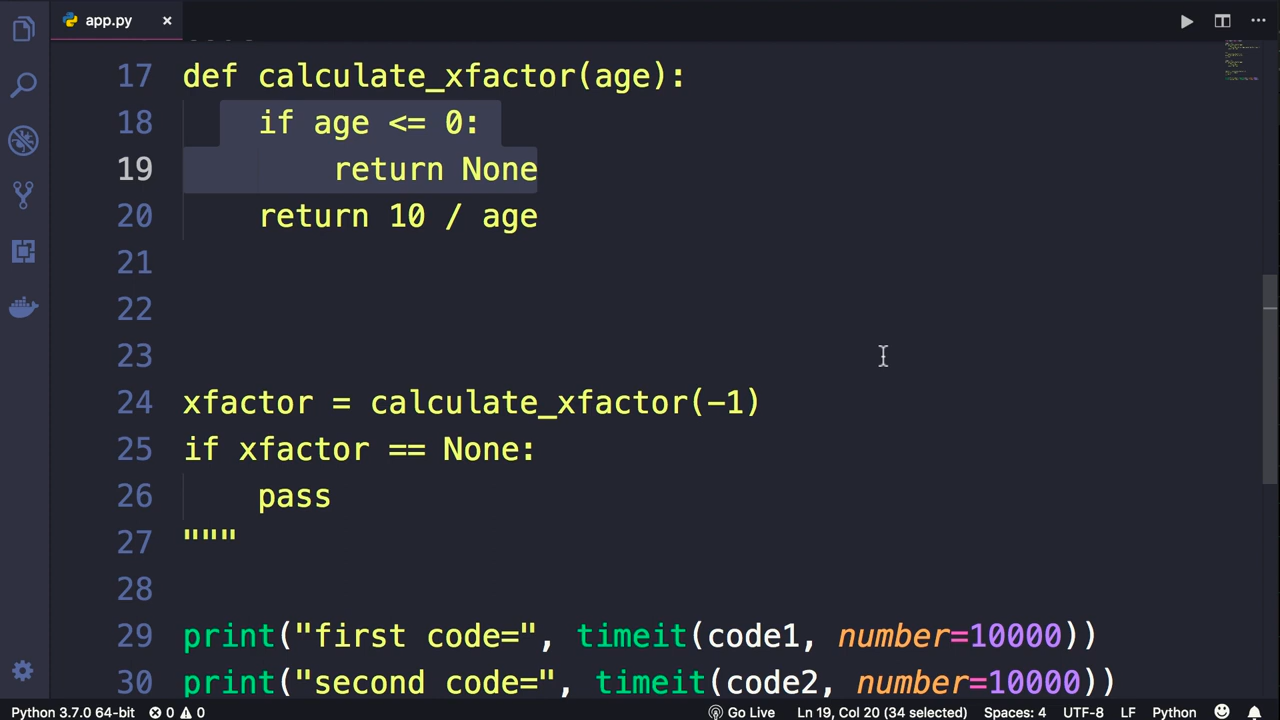 app.py ×
17 def calculate_xfactor(age):
18 if age <= 0:
19 return None
20 return 10 / age
21
22
23
24 xfactor = calculate_xfactor(-1)
25 if xfactor == None:
26 pass
27 """
28
29 print("first code=", timeit(code1, number=10000))
30 print("second code=", timeit(code2, number=10000))
Python 3.7.0 64-bit 0 0 Go Live Ln 19, Col 20 (34 selected) Spaces: 4 UTF-8 LF Python